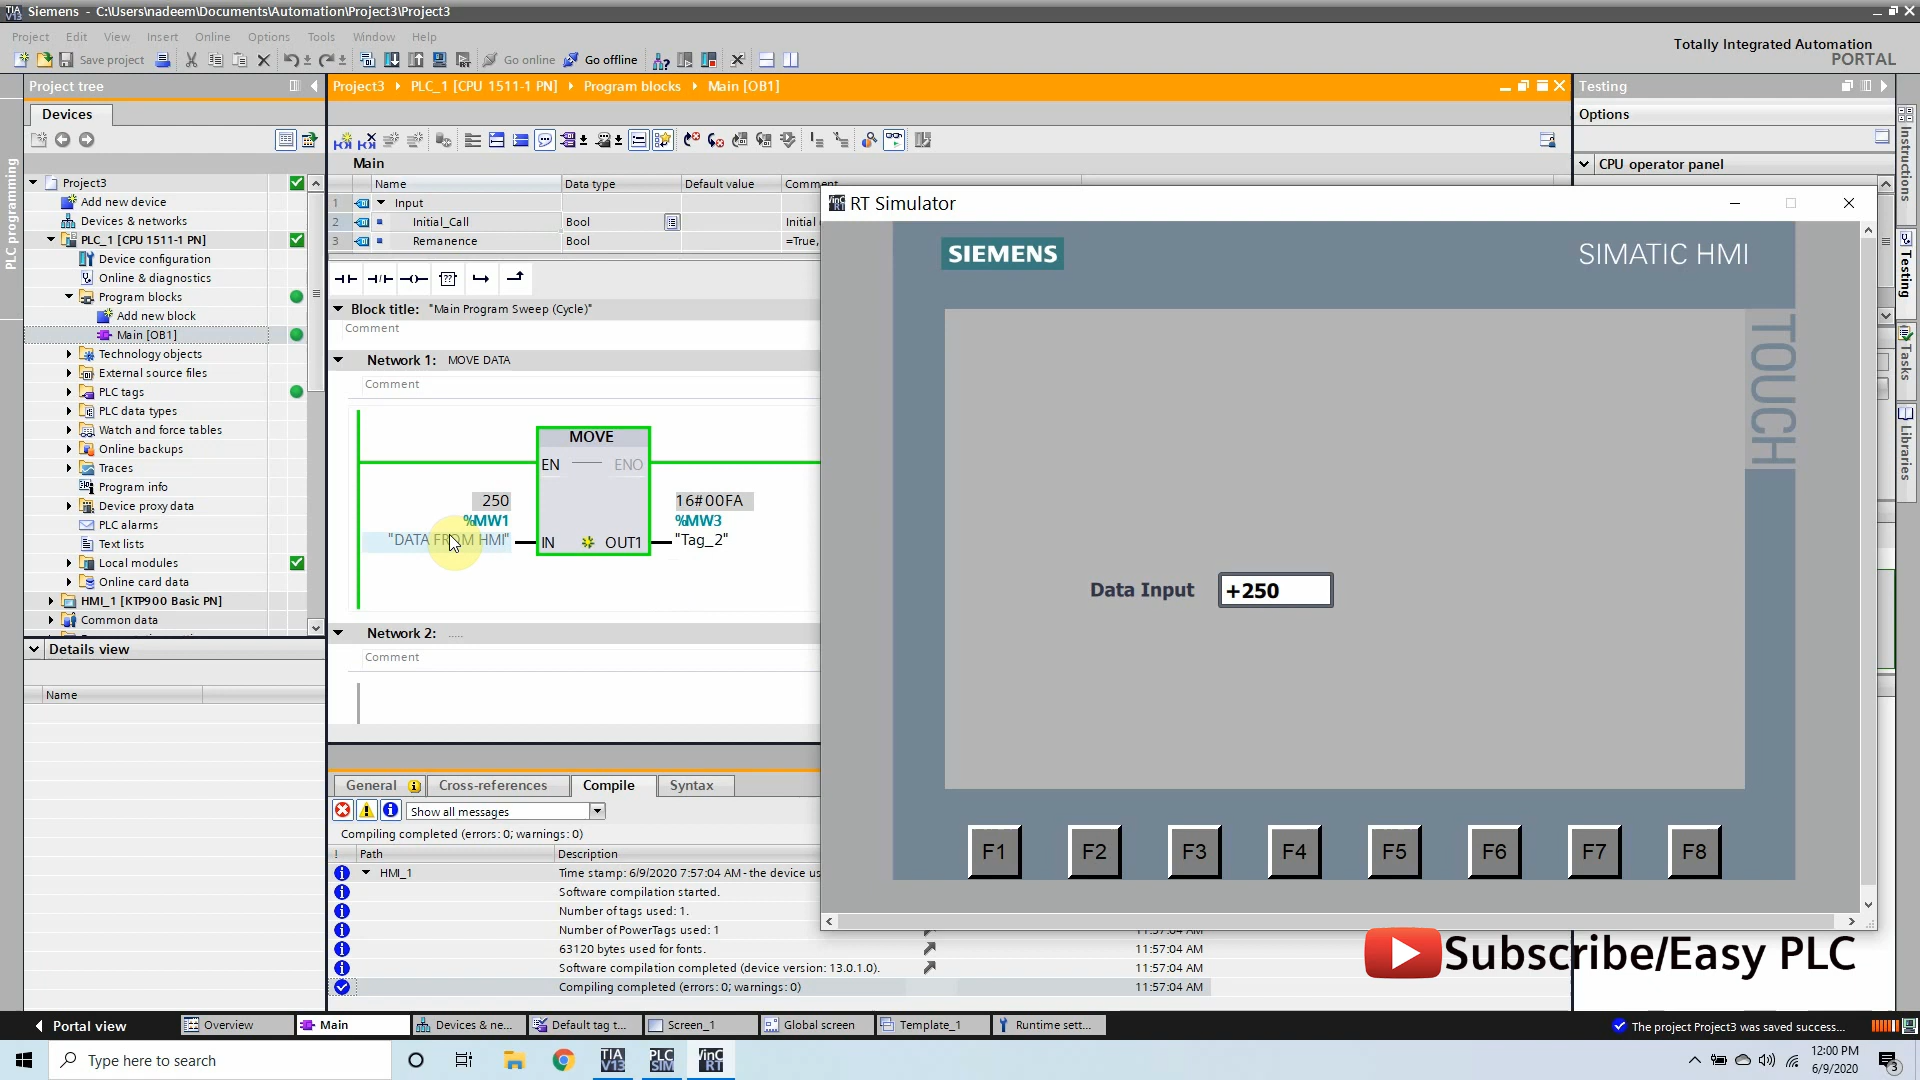 Siemens - C:\Users\nadeem\Documents\Automation\Project3\Project3
Project Edit View Insert Online Options Tools Window Help
Save project
Go online
Go offline
Totally Integrated Automation
PORTAL
Project tree
Project3 PLC_1 [CPU 1511-1 PN] Program blocks Main [OB1]
Testing
Devices
Options
Main
CPU operator panel
Name Data type Default value Comment
1 Input
2 Initial_Call Bool Initial
3 Remanence Bool =True,
Project3
Add new device
Devices & networks
PLC_1 [CPU 1511-1 PN]
Device configuration
Online & diagnostics
Program blocks
Add new block
Main [OB1]
Technology objects
External source files
PLC tags
PLC data types
Watch and force tables
Online backups
Traces
Program info
Device proxy data
PLC alarms
Text lists
Local modules
Online card data
HMI_1 [KTP900 Basic PN]
Common data
Details view
Name
PLC programming
Block title: "Main Program Sweep (Cycle)"
Comment
Network 1: MOVE DATA
Comment
MOVE
EN ENO
250
%MW1
"DATA FROM HMI"
IN OUT1
16#00FA
%MW3
"Tag_2"
Network 2: .....
Comment
General Cross-references Compile Syntax
Show all messages
Compiling completed (errors: 0; warnings: 0)
! Path Description
HMI_1 Time stamp: 6/9/2020 7:57:04 AM - the device us
Software compilation started.
Number of tags used: 1.
Number of PowerTags used: 1 11:57:04 AM
63120 bytes used for fonts. 11:57:04 AM
Software compilation completed (device version: 13.0.1.0). 11:57:04 AM
Compiling completed (errors: 0; warnings: 0) 11:57:04 AM
RT Simulator
SIEMENS
SIMATIC HMI
TOUCH
Data Input +250
F1 F2 F3 F4 F5 F6 F7 F8
Instructions
Testing
Tasks
Libraries
Subscribe/Easy PLC
Portal view Overview Main Devices & ne... Default tag t... Screen_1 Global screen Template_1 Runtime sett...
The project Project3 was saved success...
Type here to search
TIA V13
PLC SIM
WinC RT
12:00 PM
6/9/2020
3